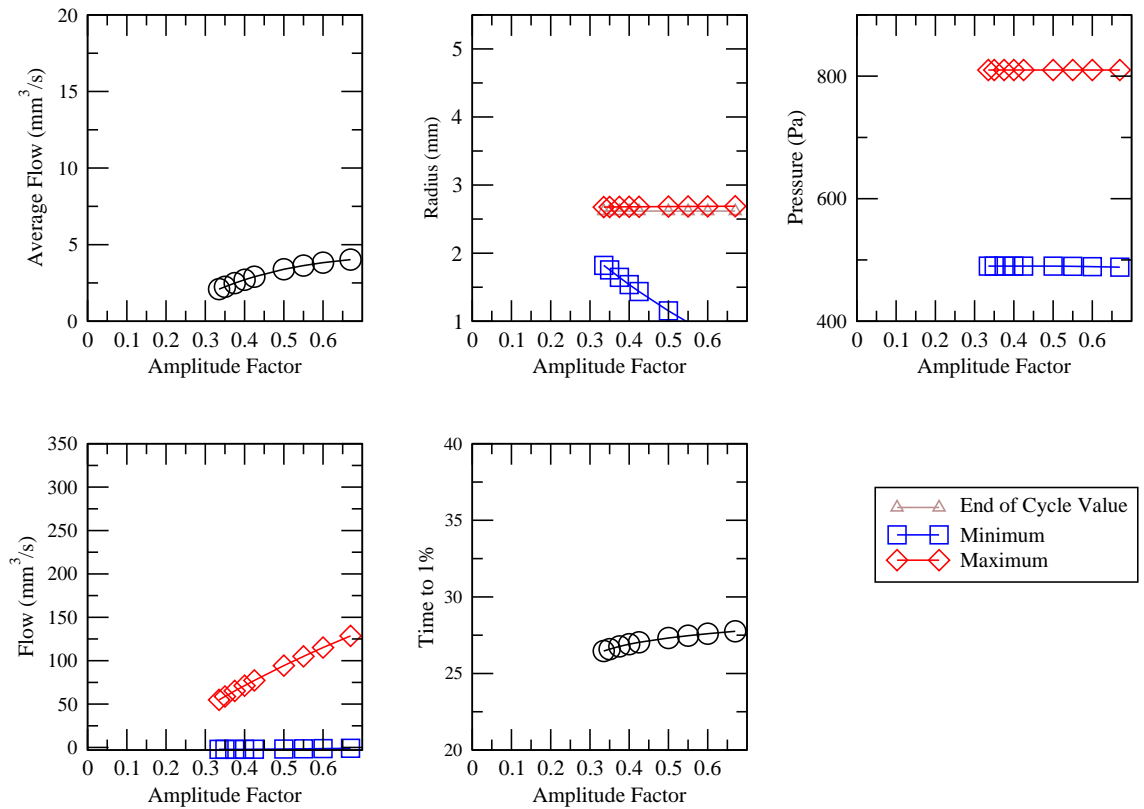 20
15
10
5
0
Average Flow (mm³/s)
0 0.1 0.2 0.3 0.4 0.5 0.6
Amplitude Factor
5
4
3
2
1
Radius (mm)
0 0.1 0.2 0.3 0.4 0.5 0.6
Amplitude Factor
800
600
400
Pressure (Pa)
0 0.1 0.2 0.3 0.4 0.5 0.6
Amplitude Factor
350
300
250
200
150
100
50
0
Flow (mm³/s)
0 0.1 0.2 0.3 0.4 0.5 0.6
Amplitude Factor
40
35
30
25
20
Time to 1%
0 0.1 0.2 0.3 0.4 0.5 0.6
Amplitude Factor
End of Cycle Value
Minimum
Maximum